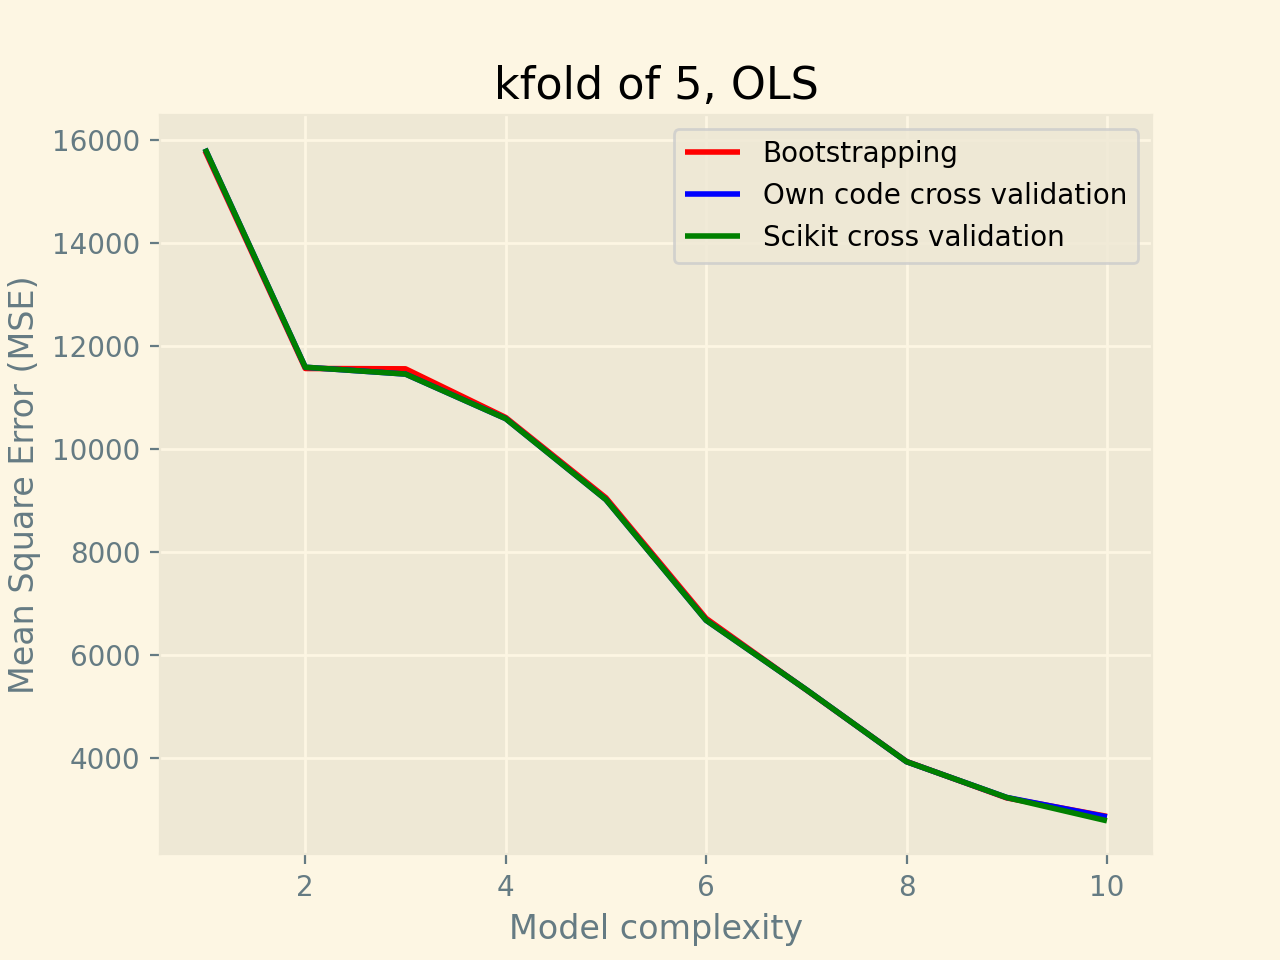 kfold of 5, OLS
16000
14000
12000
10000
8000
6000
4000
Mean Square Error (MSE)
Bootstrapping
Own code cross validation
Scikit cross validation
2
4
6
8
10
Model complexity